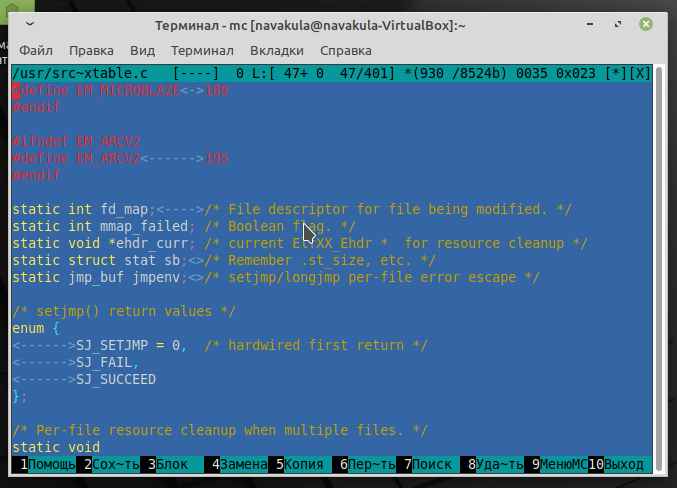 Терминал - mc [navakula@navakula-VirtualBox]:~
Файл Правка Вид Терминал Вкладки Справка
/usr/src~xtable.c [----] 0 L:[ 47+ 0 47/401] *(930 /8524b) 0035 0x023 [*][X]
#define EM_MICROBLAZE<->189
#endif
#ifndef EM_ARCV2
#define EM_ARCV2<------>195
#endif
static int fd_map;<---->/* File descriptor for file being modified. */
static int mmap_failed; /* Boolean flag. */
static void *ehdr_curr; /* current ElfXX_Ehdr * for resource cleanup */
static struct stat sb;<>/* Remember .st_size, etc. */
static jmp_buf jmpenv;<>/* setjmp/longjmp per-file error escape */
/* setjmp() return values */
enum {
<------>SJ_SETJMP = 0, /* hardwired first return */
<------>SJ_FAIL,
<------>SJ_SUCCEED
};
/* Per-file resource cleanup when multiple files. */
static void
1Помощь 2Сох~ть 3Блок 4Замена 5Копия 6Пер~ть 7Поиск 8Уда~ть 9МенюMC 10Выход